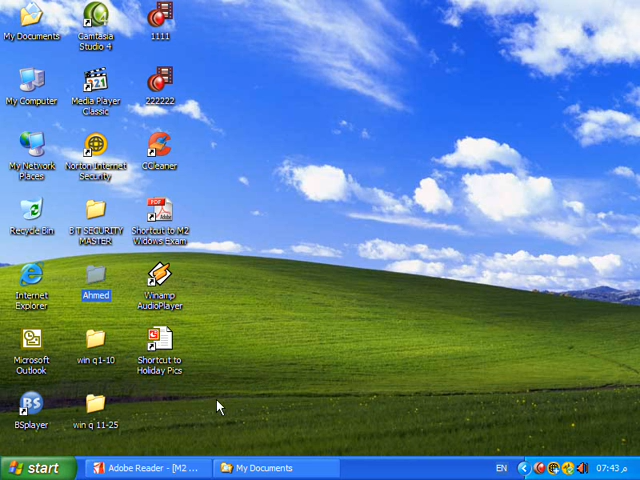 My Documents
Camtasia
Studio 4
1111
My Computer
Media Player
Classic
222222
My Network
Places
Norton Internet
Security
CCleaner
Recycle Bin
BIT SECURITY
MASTER
Shortcut to M2
Widows Exam
Internet
Explorer
Ahmed
Winamp
AudioPlayer
Microsoft
Outlook
win q1-10
Shortcut to
Holiday Pics
BSplayer
win q 11-25
start
Adobe Reader - [M2 ...
My Documents
EN
07:43 م